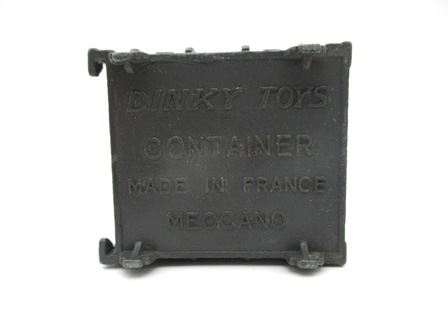 DINKY TOYS
CONTAINER
MADE IN FRANCE
MECCANO